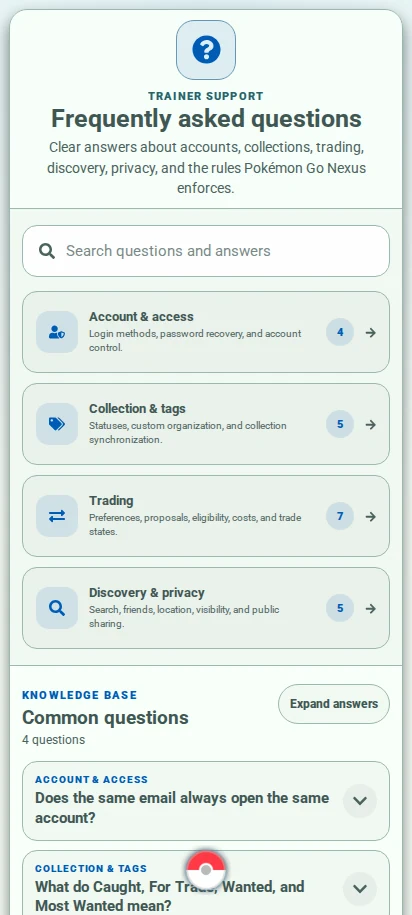 TRAINER SUPPORT
Frequently asked questions
Clear answers about accounts, collections, trading,
discovery, privacy, and the rules Pokémon Go Nexus
enforces.
Search questions and answers
Account & access
Login methods, password recovery, and account
control.
4
Collection & tags
Statuses, custom organization, and collection
synchronization.
5
Trading
Preferences, proposals, eligibility, costs, and trade
states.
7
Discovery & privacy
Search, friends, location, visibility, and public
sharing.
5
KNOWLEDGE BASE
Common questions
4 questions
Expand answers
ACCOUNT & ACCESS
Does the same email always open the same
account?
COLLECTION & TAGS
What do Caught, For Trade, Wanted, and
Most Wanted mean?